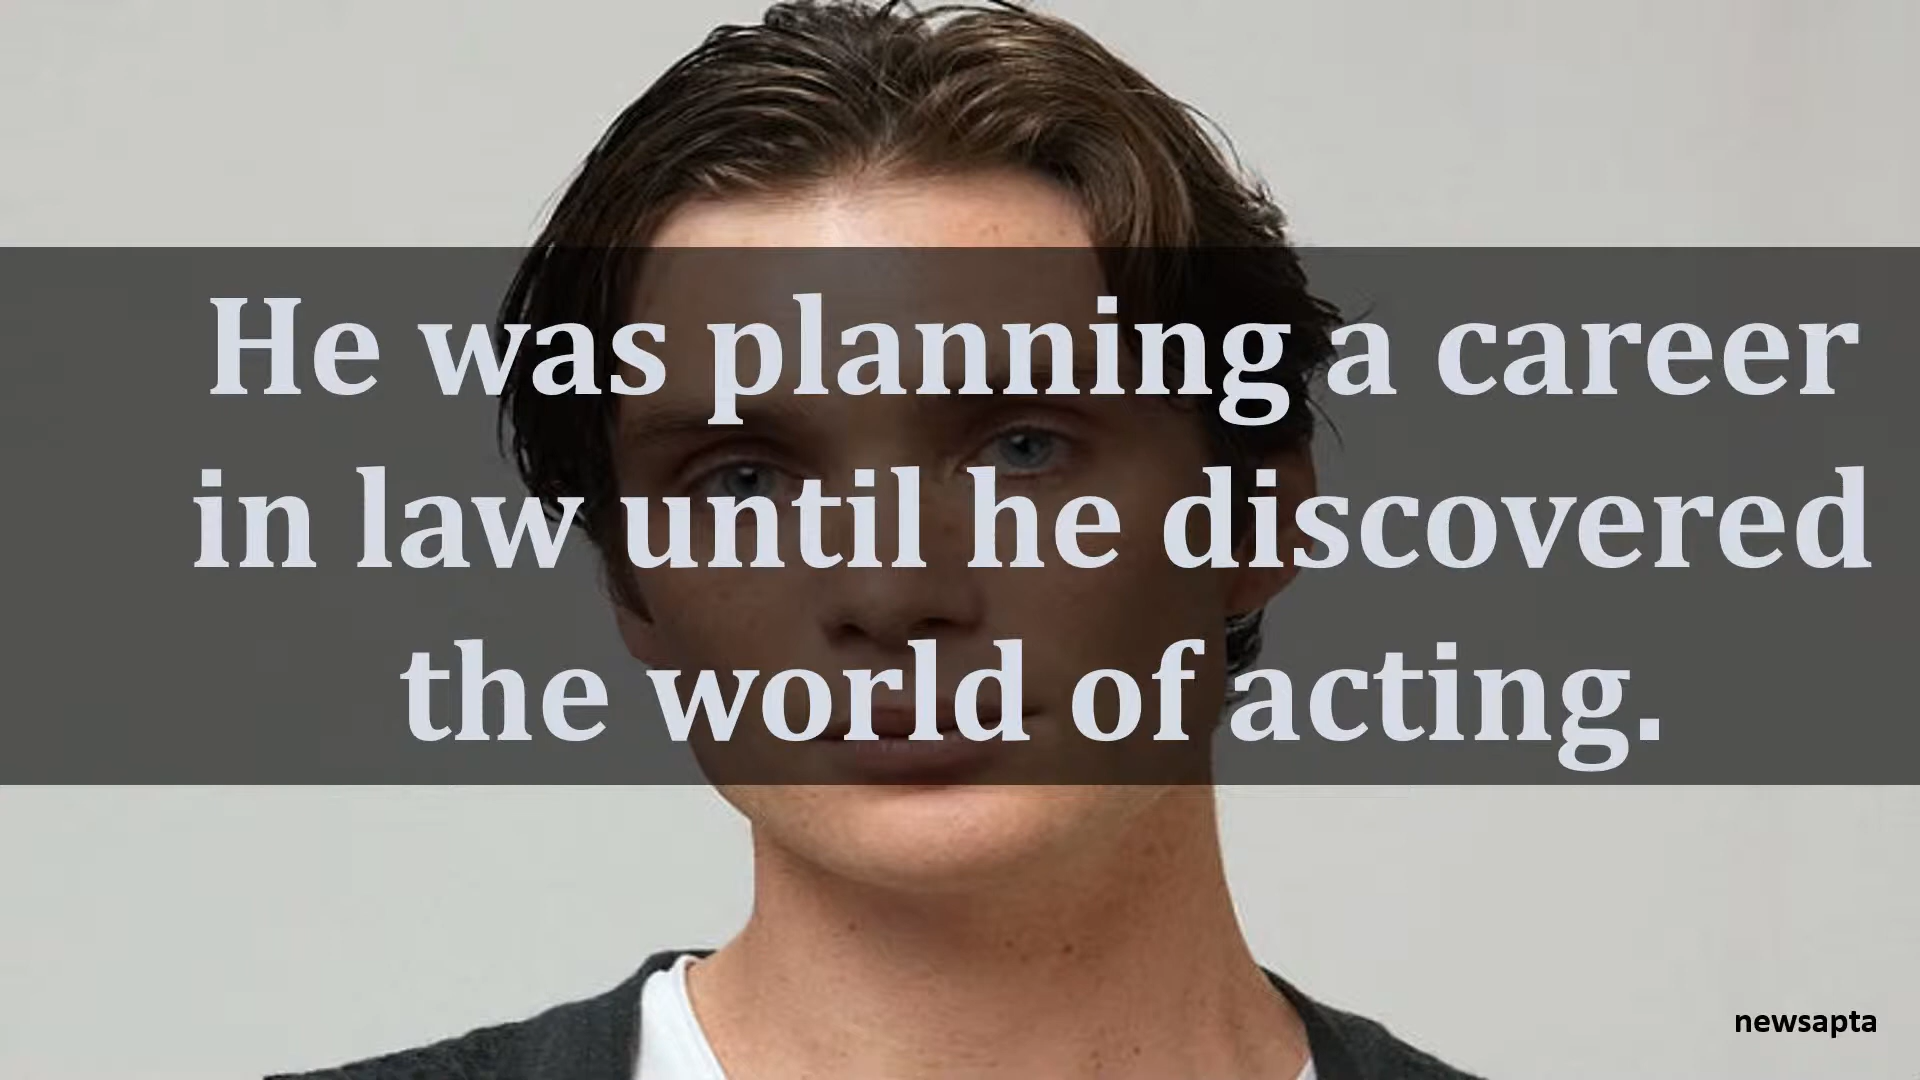 He was planning a career
in law until he discovered
the world of acting.
newsapta